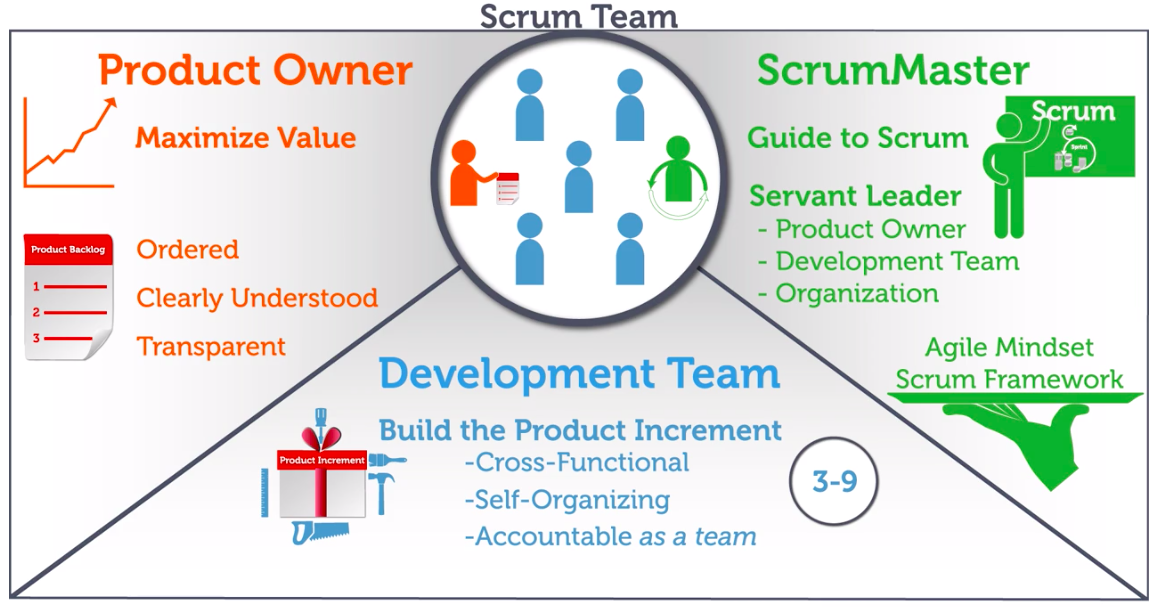 Scrum Team
Product Owner
Maximize Value
Product Backlog
1
2
3
Ordered
Clearly Understood
Transparent
ScrumMaster
Guide to Scrum
Scrum
Sprint
Servant Leader
- Product Owner
- Development Team
- Organization
Agile Mindset
Scrum Framework
Development Team
Build the Product Increment
-Cross-Functional
-Self-Organizing
-Accountable as a team
Product Increment
3-9